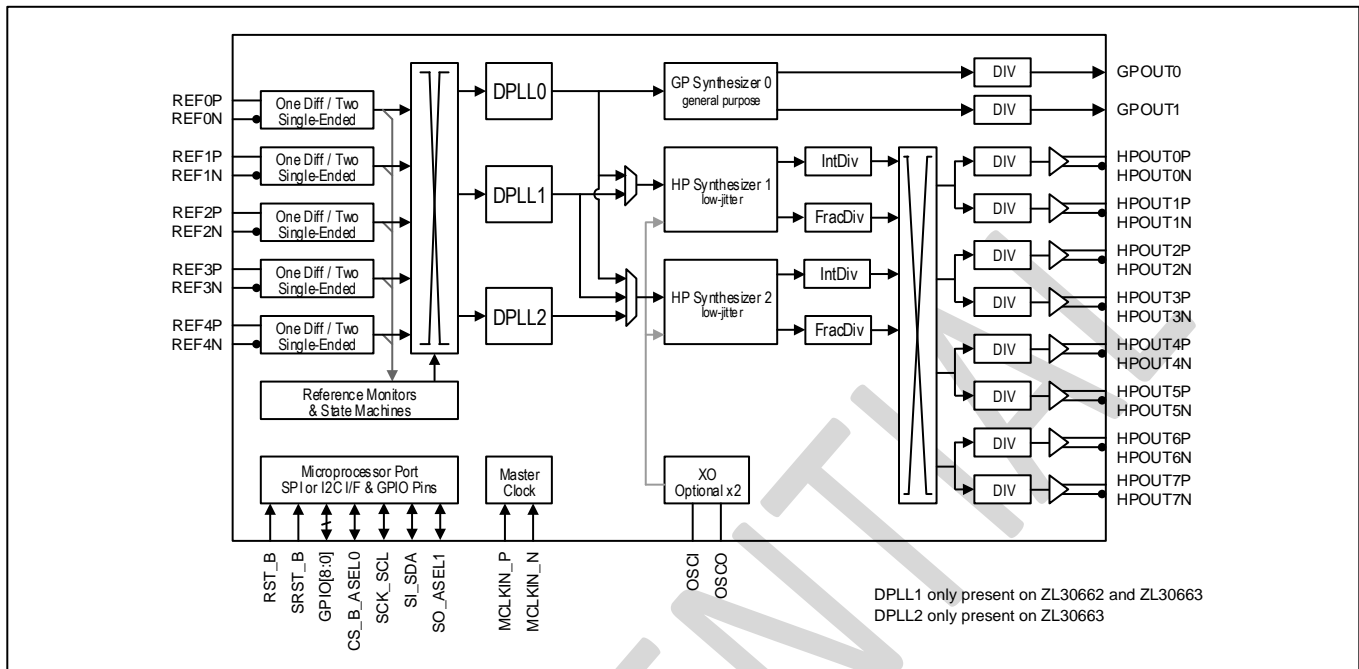 REF0P
REF0N
One Diff / Two
Single-Ended
REF1P
REF1N
One Diff / Two
Single-Ended
REF2P
REF2N
One Diff / Two
Single-Ended
REF3P
REF3N
One Diff / Two
Single-Ended
REF4P
REF4N
One Diff / Two
Single-Ended
Reference Monitors
& State Machines
DPLL0
DPLL1
DPLL2
GP Synthesizer 0
general purpose
HP Synthesizer 1
low-jitter
HP Synthesizer 2
low-jitter
IntDiv
FracDiv
IntDiv
FracDiv
DIV
GPOUT0
DIV
GPOUT1
DIV
HPOUT0P
HPOUT0N
DIV
HPOUT1P
HPOUT1N
DIV
HPOUT2P
HPOUT2N
DIV
HPOUT3P
HPOUT3N
DIV
HPOUT4P
HPOUT4N
DIV
HPOUT5P
HPOUT5N
DIV
HPOUT6P
HPOUT6N
DIV
HPOUT7P
HPOUT7N
Microprocessor Port
SPI or I2C I/F & GPIO Pins
Master
Clock
XO
Optional x2
RST_B
SRST_B
GPIO[8:0]
CS_B_ASEL0
SCK_SCL
SI_SDA
SO_ASEL1
MCLKIN_P
MCLKIN_N
OSCI
OSCO
DPLL1 only present on ZL30662 and ZL30663
DPLL2 only present on ZL30663
ENTIAL